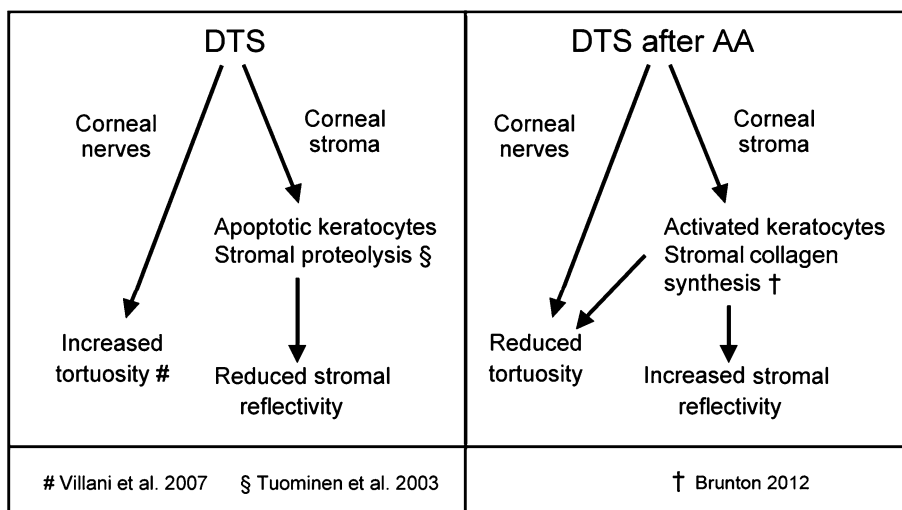 DTS
Corneal
nerves
Corneal
stroma
Apoptotic keratocytes
Stromal proteolysis §
Increased
tortuosity #
Reduced stromal
reflectivity
DTS after AA
Corneal
nerves
Corneal
stroma
Activated keratocytes
Stromal collagen
synthesis †
Reduced
tortuosity
Increased stromal
reflectivity
# Villani et al. 2007 § Tuominen et al. 2003
† Brunton 2012